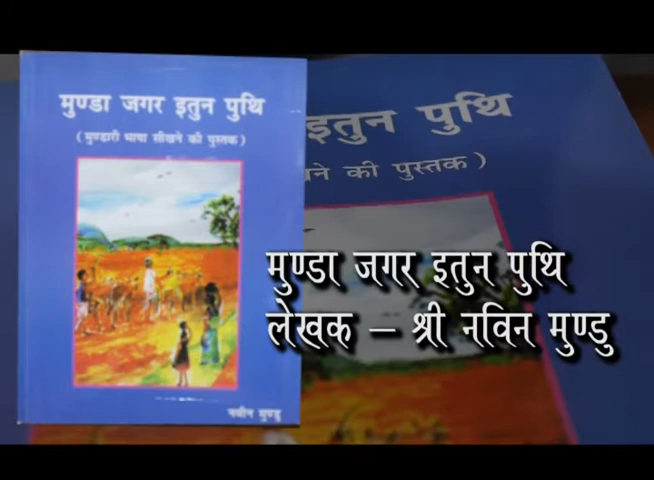 मुण्डा जगर इतुन पुथि
(मुण्डारी भाषा सीखने की पुस्तक)
नवीन मुण्डु
इतुन पुथि
ने की पुस्तक)
मुण्डा जगर इतुन पुथि
लेखक – श्री नविन मुण्डु